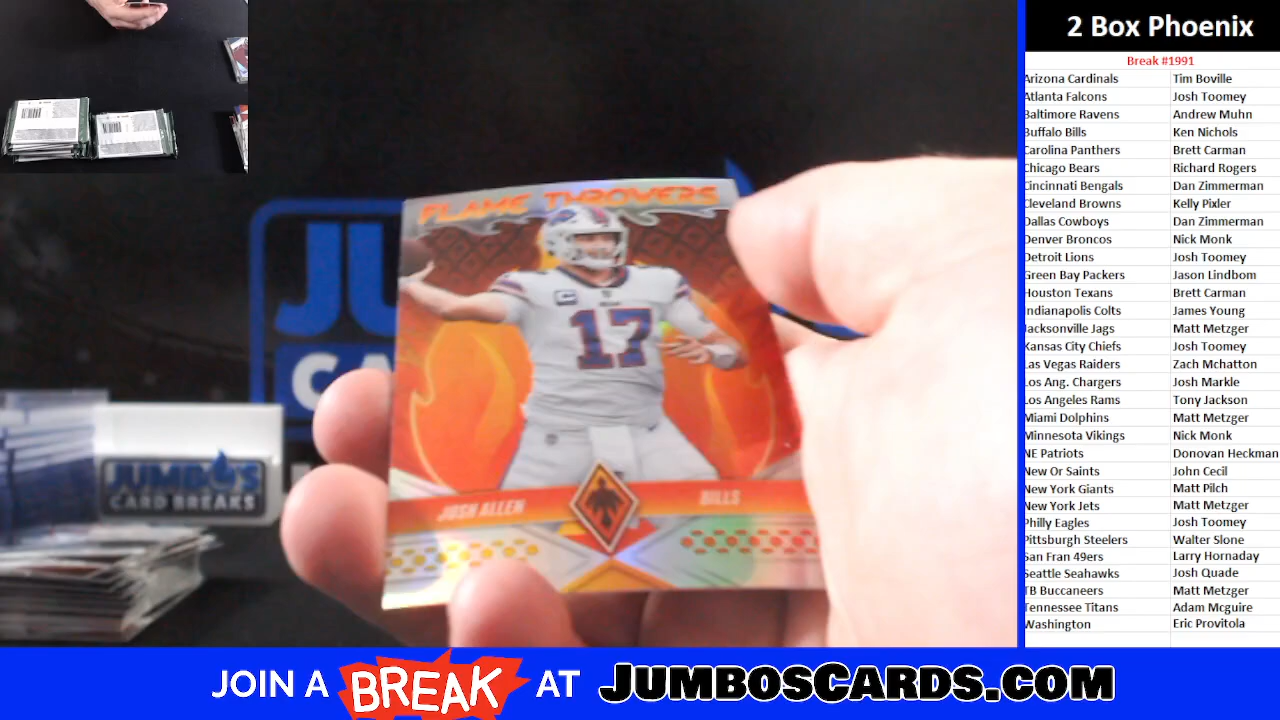 2 Box Phoenix
Break #1991
Arizona Cardinals Tim Boville
Atlanta Falcons Josh Toomey
Baltimore Ravens Andrew Muhn
Buffalo Bills Ken Nichols
Carolina Panthers Brett Carman
Chicago Bears Richard Rogers
Cincinnati Bengals Dan Zimmerman
Cleveland Browns Kelly Pixler
Dallas Cowboys Dan Zimmerman
Denver Broncos Nick Monk
Detroit Lions Josh Toomey
Green Bay Packers Jason Lindbom
Houston Texans Brett Carman
Indianapolis Colts James Young
Jacksonville Jags Matt Metzger
Kansas City Chiefs Josh Toomey
Las Vegas Raiders Zach Mchatton
Los Ang. Chargers Josh Markle
Los Angeles Rams Tony Jackson
Miami Dolphins Matt Metzger
Minnesota Vikings Nick Monk
NE Patriots Donovan Heckman
New Or Saints John Cecil
New York Giants Matt Pilch
New York Jets Matt Metzger
Philly Eagles Josh Toomey
Pittsburgh Steelers Walter Slone
San Fran 49ers Larry Hornaday
Seattle Seahawks Josh Quade
TB Buccaneers Matt Metzger
Tennessee Titans Adam Mcguire
Washington Eric Provitola
FLAME THROWERS
17
JOSH ALLEN BILLS
JU
CA
JUMBO'S
CARD BREAKS
JOIN A BREAK AT JUMBOSCARDS.COM